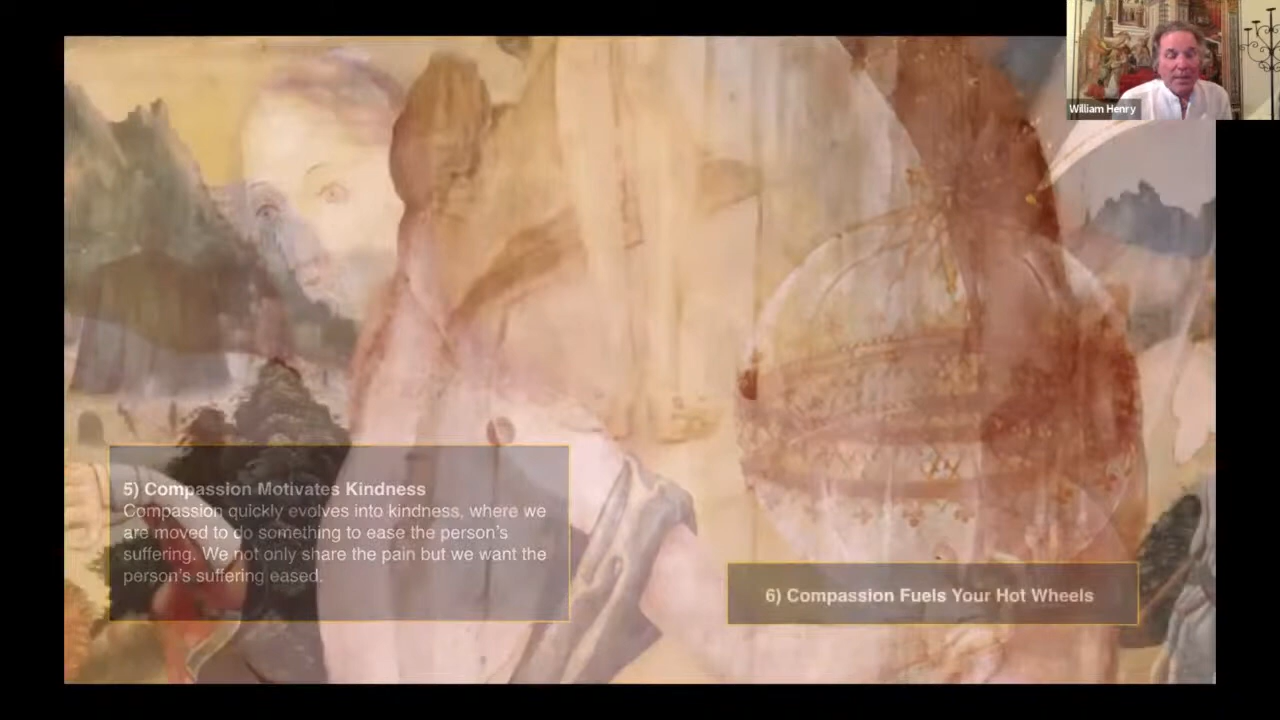 William Henry
5) Compassion Motivates Kindness
Compassion quickly evolves into kindness, where we
are moved to do something to ease the person's
suffering. We not only share the pain but we want the
person's suffering eased.
6) Compassion Fuels Your Hot Wheels